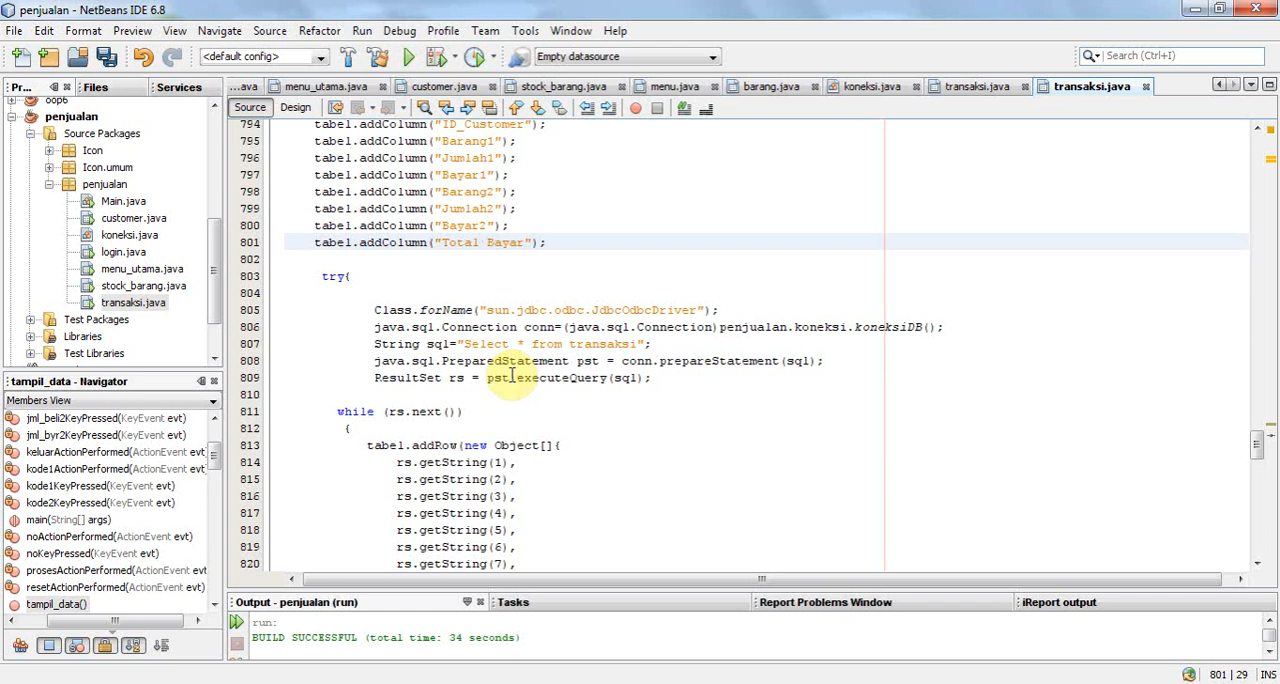 penjualan - NetBeans IDE 6.8
File Edit Format Preview View Navigate Source Refactor Run Debug Profile Team Tools Window Help
<default config> Empty datasource Search (Ctrl+I)
Pr... Files Services
...ava menu_utama.java customer.java stock_barang.java menu.java barang.java koneksi.java transaksi.java transaksi.java
Source Design
oop6
penjualan
Source Packages
Icon
Icon.umum
penjualan
Main.java
customer.java
koneksi.java
login.java
menu_utama.java
stock_barang.java
transaksi.java
Test Packages
Libraries
Test Libraries
tampil_data() - Navigator
Members View
jml_beli2KeyPressed(KeyEvent evt)
jml_byr2KeyPressed(KeyEvent evt)
keluarActionPerformed(ActionEvent evt)
kode1ActionPerformed(ActionEvent evt)
kode1KeyPressed(KeyEvent evt)
kode2KeyPressed(KeyEvent evt)
main(String[] args)
noActionPerformed(ActionEvent evt)
noKeyPressed(KeyEvent evt)
prosesActionPerformed(ActionEvent
resetActionPerformed(ActionEvent e
tampil_data()
794 tabel.addColumn("ID_Customer");
795 tabel.addColumn("Barang1");
796 tabel.addColumn("Jumlah1");
797 tabel.addColumn("Bayar1");
798 tabel.addColumn("Barang2");
799 tabel.addColumn("Jumlah2");
800 tabel.addColumn("Bayar2");
801 tabel.addColumn("Total Bayar");
802
803 try{
804
805 Class.forName("sun.jdbc.odbc.JdbcOdbcDriver");
806 java.sql.Connection conn=(java.sql.Connection)penjualan.koneksi.koneksiDB();
807 String sql="Select * from transaksi";
808 java.sql.PreparedStatement pst = conn.prepareStatement(sql);
809 ResultSet rs = pst.executeQuery(sql);
810
811 while (rs.next())
812 {
813 tabel.addRow(new Object[]{
814 rs.getString(1),
815 rs.getString(2),
816 rs.getString(3),
817 rs.getString(4),
818 rs.getString(5),
819 rs.getString(6),
820 rs.getString(7),
Output - penjualan (run) Tasks Report Problems Window iReport output
run:
BUILD SUCCESSFUL (total time: 34 seconds)
801 | 29 INS